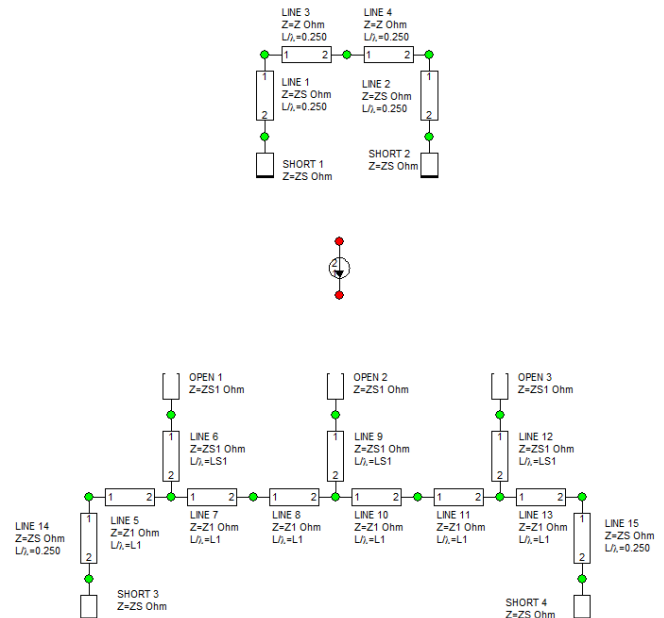 LINE 3
Z=Z Ohm
L/λ=0.250
LINE 4
Z=Z Ohm
L/λ=0.250
1 2
1 2
1
2
LINE 1
Z=ZS Ohm
L/λ=0.250
LINE 2
Z=ZS Ohm
L/λ=0.250
1
2
SHORT 1
Z=ZS Ohm
SHORT 2
Z=ZS Ohm
2
1
OPEN 1
Z=ZS1 Ohm
OPEN 2
Z=ZS1 Ohm
OPEN 3
Z=ZS1 Ohm
1
2
LINE 6
Z=ZS1 Ohm
L/λ=LS1
1
2
LINE 9
Z=ZS1 Ohm
L/λ=LS1
1
2
LINE 12
Z=ZS1 Ohm
L/λ=LS1
1 2
1 2
1 2
1 2
1 2
1 2
LINE 14
Z=ZS Ohm
L/λ=0.250
1
2
LINE 5
Z=Z1 Ohm
L/λ=L1
LINE 7
Z=Z1 Ohm
L/λ=L1
LINE 8
Z=Z1 Ohm
L/λ=L1
LINE 10
Z=Z1 Ohm
L/λ=L1
LINE 11
Z=Z1 Ohm
L/λ=L1
LINE 13
Z=Z1 Ohm
L/λ=L1
1
2
LINE 15
Z=ZS Ohm
L/λ=0.250
SHORT 3
Z=ZS Ohm
SHORT 4
Z=ZS Ohm